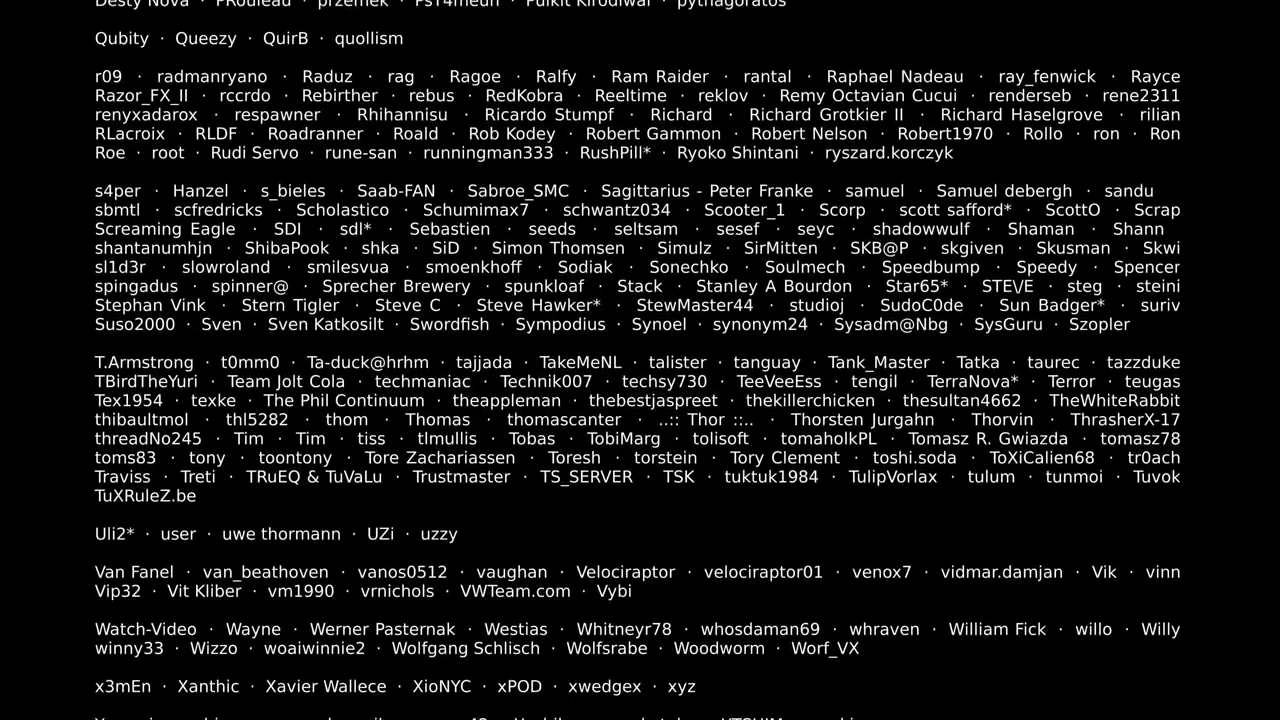 Desty Nova · PRouleau · przemek · PsT4meuh · Pulkit Kirodiwal · pythagoratos
Qubity · Queezy · QuirB · quollism
r09 · radmanryano · Raduz · rag · Ragoe · Ralfy · Ram Raider · rantal · Raphael Nadeau · ray_fenwick · Rayce
Razor_FX_II · rccrdo · Rebirther · rebus · RedKobra · Reeltime · reklov · Remy Octavian Cucui · renderseb · rene2311
renyxadarox · respawner · Rhihannisu · Ricardo Stumpf · Richard · Richard Grotkier II · Richard Haselgrove · rilian
RLacroix · RLDF · Roadranner · Roald · Rob Kodey · Robert Gammon · Robert Nelson · Robert1970 · Rollo · ron · Ron
Roe · root · Rudi Servo · rune-san · runningman333 · RushPill* · Ryoko Shintani · ryszard.korczyk
s4per · Hanzel · s_bieles · Saab-FAN · Sabroe_SMC · Sagittarius - Peter Franke · samuel · Samuel debergh · sandu
sbmtl · scfredricks · Scholastico · Schumimax7 · schwantz034 · Scooter_1 · Scorp · scott safford* · ScottO · Scrap
Screaming Eagle · SDI · sdl* · Sebastien · seeds · seltsam · sesef · seyc · shadowwulf · Shaman · Shann
shantanumhjn · ShibaPook · shka · SiD · Simon Thomsen · Simulz · SirMitten · SKB@P · skgiven · Skusman · Skwi
sl1d3r · slowroland · smilesvua · smoenkhoff · Sodiak · Sonechko · Soulmech · Speedbump · Speedy · Spencer
spingadus · spinner@ · Sprecher Brewery · spunkloaf · Stack · Stanley A Bourdon · Star65* · STE\/E · steg · steini
Stephan Vink · Stern Tigler · Steve C · Steve Hawker* · StewMaster44 · studioj · SudoC0de · Sun Badger* · suriv
Suso2000 · Sven · Sven Katkosilt · Swordfish · Sympodius · Synoel · synonym24 · Sysadm@Nbg · SysGuru · Szopler
T.Armstrong · t0mm0 · Ta-duck@hrhm · tajjada · TakeMeNL · talister · tanguay · Tank_Master · Tatka · taurec · tazzduke
TBirdTheYuri · Team Jolt Cola · techmaniac · Technik007 · techsy730 · TeeVeeEss · tengil · TerraNova* · Terror · teugas
Tex1954 · texke · The Phil Continuum · theappleman · thebestjaspreet · thekillerchicken · thesultan4662 · TheWhiteRabbit
thibaultmol · thl5282 · thom · Thomas · thomascanter · ..:: Thor ::.. · Thorsten Jurgahn · Thorvin · ThrasherX-17
threadNo245 · Tim · Tim · tiss · tlmullis · Tobas · TobiMarg · tolisoft · tomaholkPL · Tomasz R. Gwiazda · tomasz78
toms83 · tony · toontony · Tore Zachariassen · Toresh · torstein · Tory Clement · toshi.soda · ToXiCalien68 · tr0ach
Traviss · Treti · TRuEQ & TuVaLu · Trustmaster · TS_SERVER · TSK · tuktuk1984 · TulipVorlax · tulum · tunmoi · Tuvok
TuXRuleZ.be
Uli2* · user · uwe thormann · UZi · uzzy
Van Fanel · van_beathoven · vanos0512 · vaughan · Velociraptor · velociraptor01 · venox7 · vidmar.damjan · Vik · vinn
Vip32 · Vit Kliber · vm1990 · vrnichols · VWTeam.com · Vybi
Watch-Video · Wayne · Werner Pasternak · Westias · Whitneyr78 · whosdaman69 · whraven · William Fick · willo · Willy
winny33 · Wizzo · woaiwinnie2 · Wolfgang Schlisch · Wolfsrabe · Woodworm · Worf_VX
x3mEn · Xanthic · Xavier Wallece · XioNYC · xPOD · xwedgex · xyz